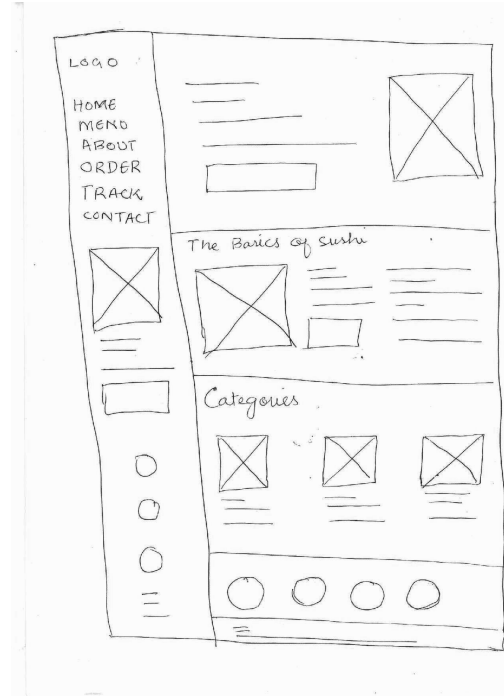 LOGO
HOME
MENU
ABOUT
ORDER
TRACK
CONTACT
The Basics of Sushi
Categories